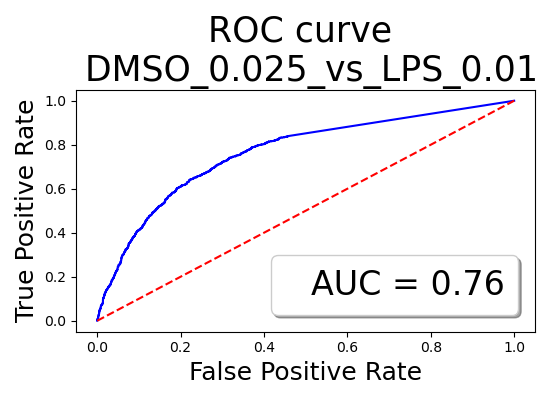 ROC curve
DMSO_0.025_vs_LPS_0.01
True Positive Rate
1.0
0.8
0.6
0.4
0.2
0.0
AUC = 0.76
0.0 0.2 0.4 0.6 0.8 1.0
False Positive Rate